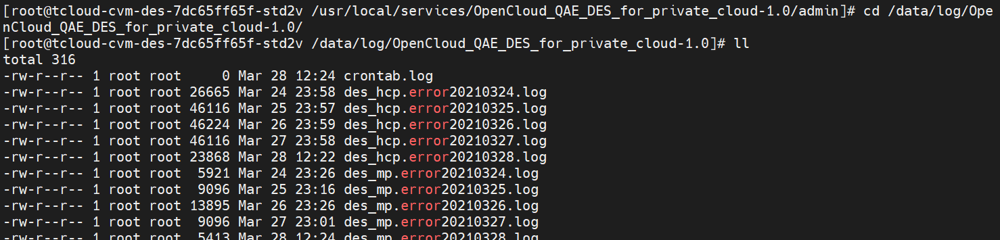 [root@tcloud-cvm-des-7dc65ff65f-std2v /usr/local/services/OpenCloud_QAE_DES_for_private_cloud-1.0/admin]# cd /data/log/Ope
nCloud_QAE_DES_for_private_cloud-1.0/
[root@tcloud-cvm-des-7dc65ff65f-std2v /data/log/OpenCloud_QAE_DES_for_private_cloud-1.0]# ll
total 316
-rw-r--r-- 1 root root     0 Mar 28 12:24 crontab.log
-rw-r--r-- 1 root root 26665 Mar 24 23:58 des_hcp.error20210324.log
-rw-r--r-- 1 root root 46116 Mar 25 23:57 des_hcp.error20210325.log
-rw-r--r-- 1 root root 46224 Mar 26 23:59 des_hcp.error20210326.log
-rw-r--r-- 1 root root 46116 Mar 27 23:58 des_hcp.error20210327.log
-rw-r--r-- 1 root root 23868 Mar 28 12:22 des_hcp.error20210328.log
-rw-r--r-- 1 root root  5921 Mar 24 23:26 des_mp.error20210324.log
-rw-r--r-- 1 root root  9096 Mar 25 23:16 des_mp.error20210325.log
-rw-r--r-- 1 root root 13895 Mar 26 23:26 des_mp.error20210326.log
-rw-r--r-- 1 root root  9096 Mar 27 23:01 des_mp.error20210327.log
-rw-r--r-- 1 root root  5413 Mar 28 12:24 des_mp.error20210328.log